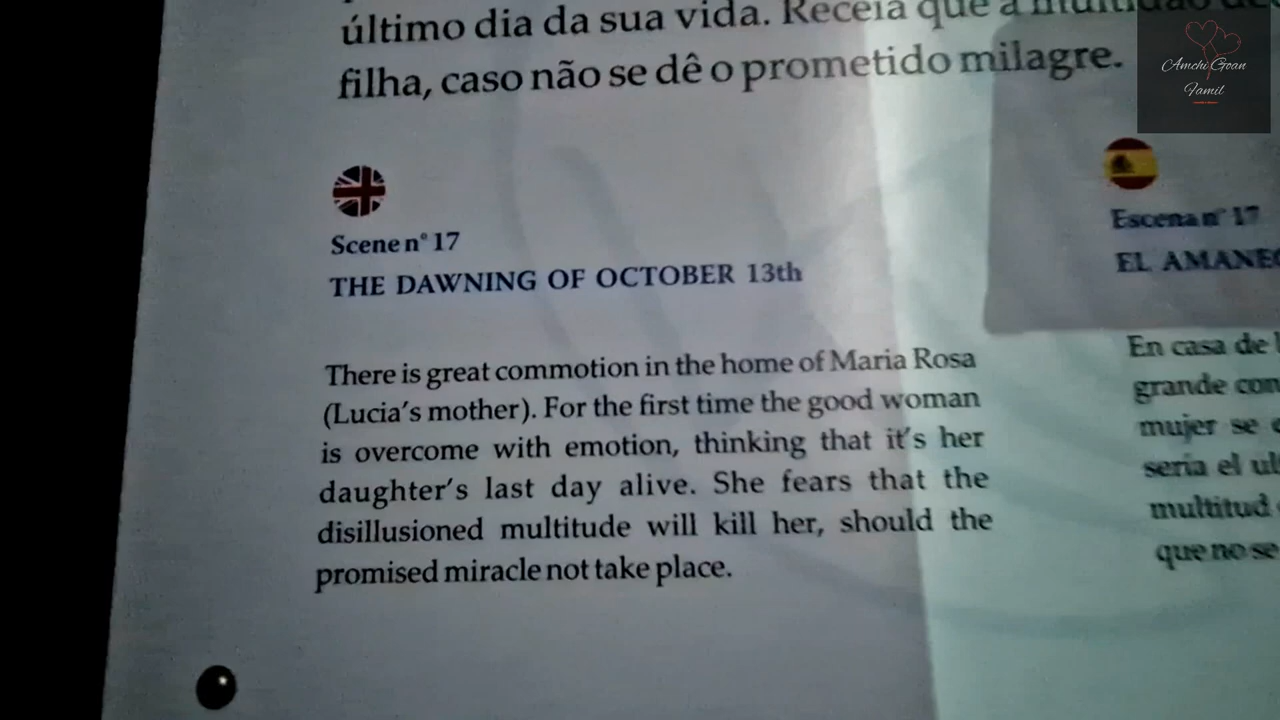 último dia da sua vida. Receia que a multidão
filha, caso não se dê o prometido milagre.
Scene nº 17
THE DAWNING OF OCTOBER 13th
There is great commotion in the home of Maria Rosa
(Lucia's mother). For the first time the good woman
is overcome with emotion, thinking that it's her
daughter's last day alive. She fears that the
disillusioned multitude will kill her, should the
promised miracle not take place.
Escena nº 17
EL
En casa de
grande
mujer se
seria el
multitud
que no se
Amchi Goan
Famil